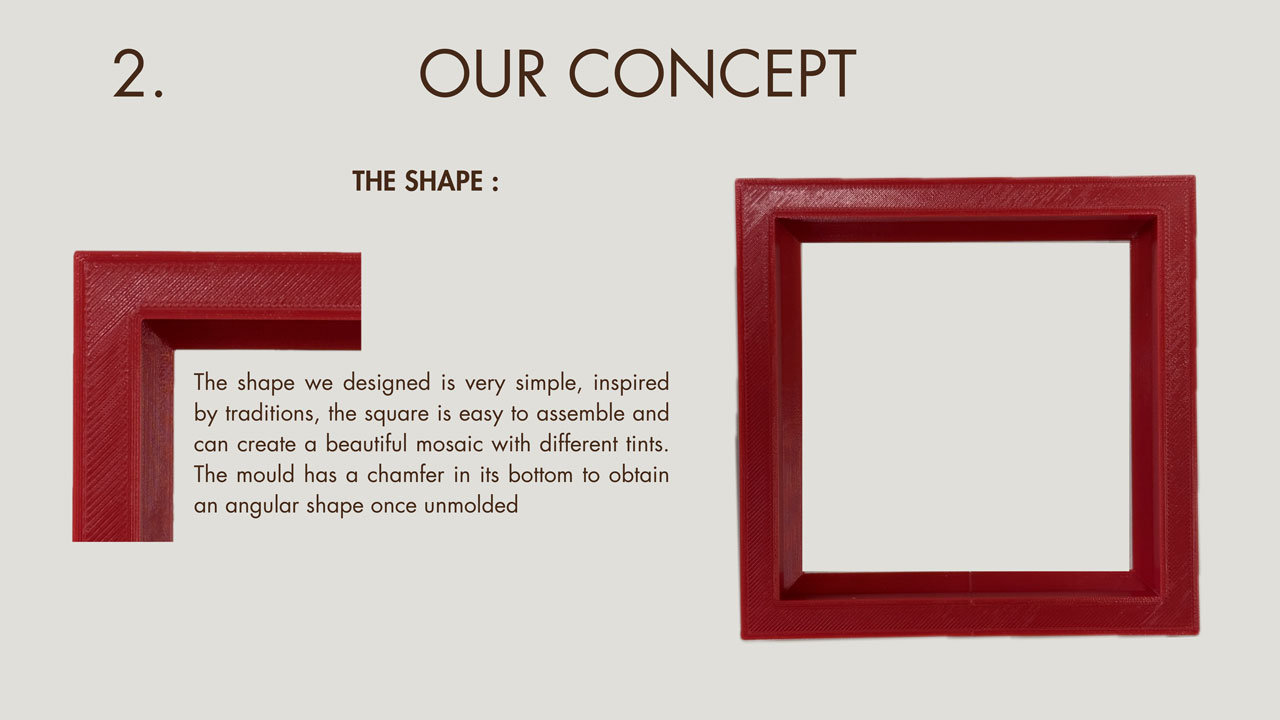 2.
OUR CONCEPT
THE SHAPE :
The shape we designed is very simple, inspired
by traditions, the square is easy to assemble and
can create a beautiful mosaic with different tints.
The mould has a chamfer in its bottom to obtain
an angular shape once unmolded